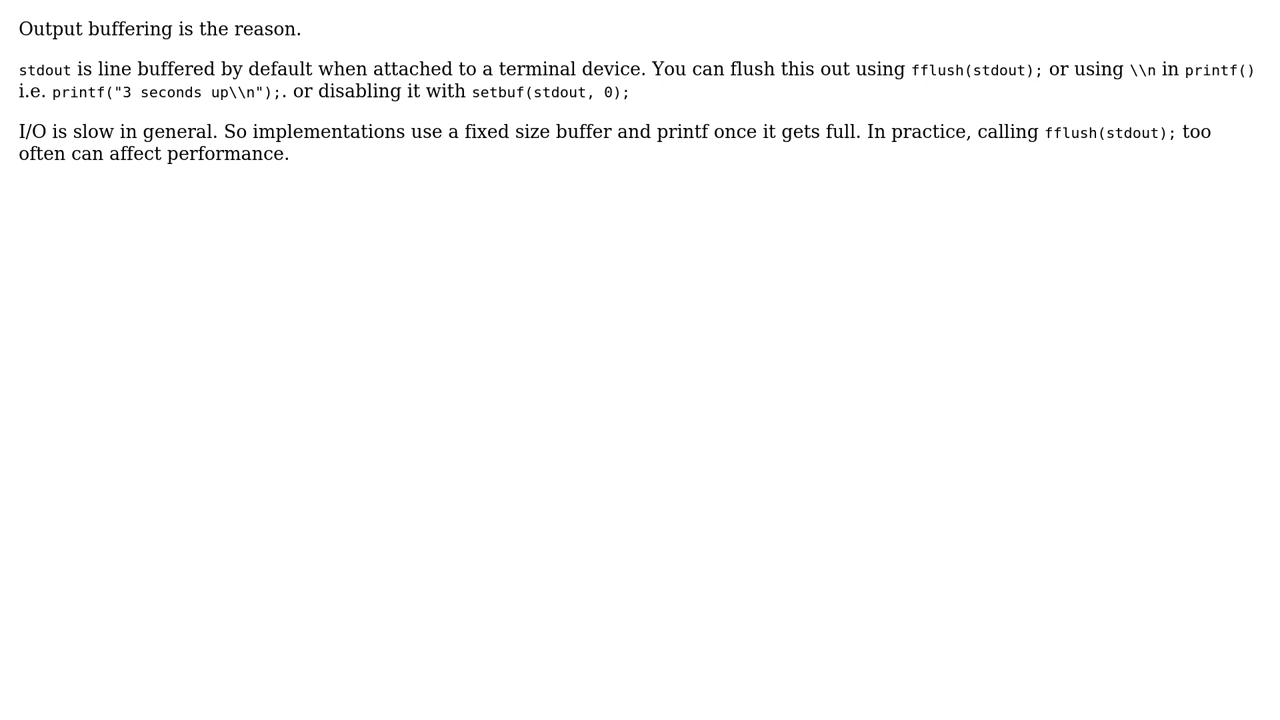 Output buffering is the reason.
stdout is line buffered by default when attached to a terminal device. You can flush this out using fflush(stdout); or using \\n in printf()
i.e. printf("3 seconds up\\n");. or disabling it with setbuf(stdout, 0);
I/O is slow in general. So implementations use a fixed size buffer and printf once it gets full. In practice, calling fflush(stdout); too
often can affect performance.